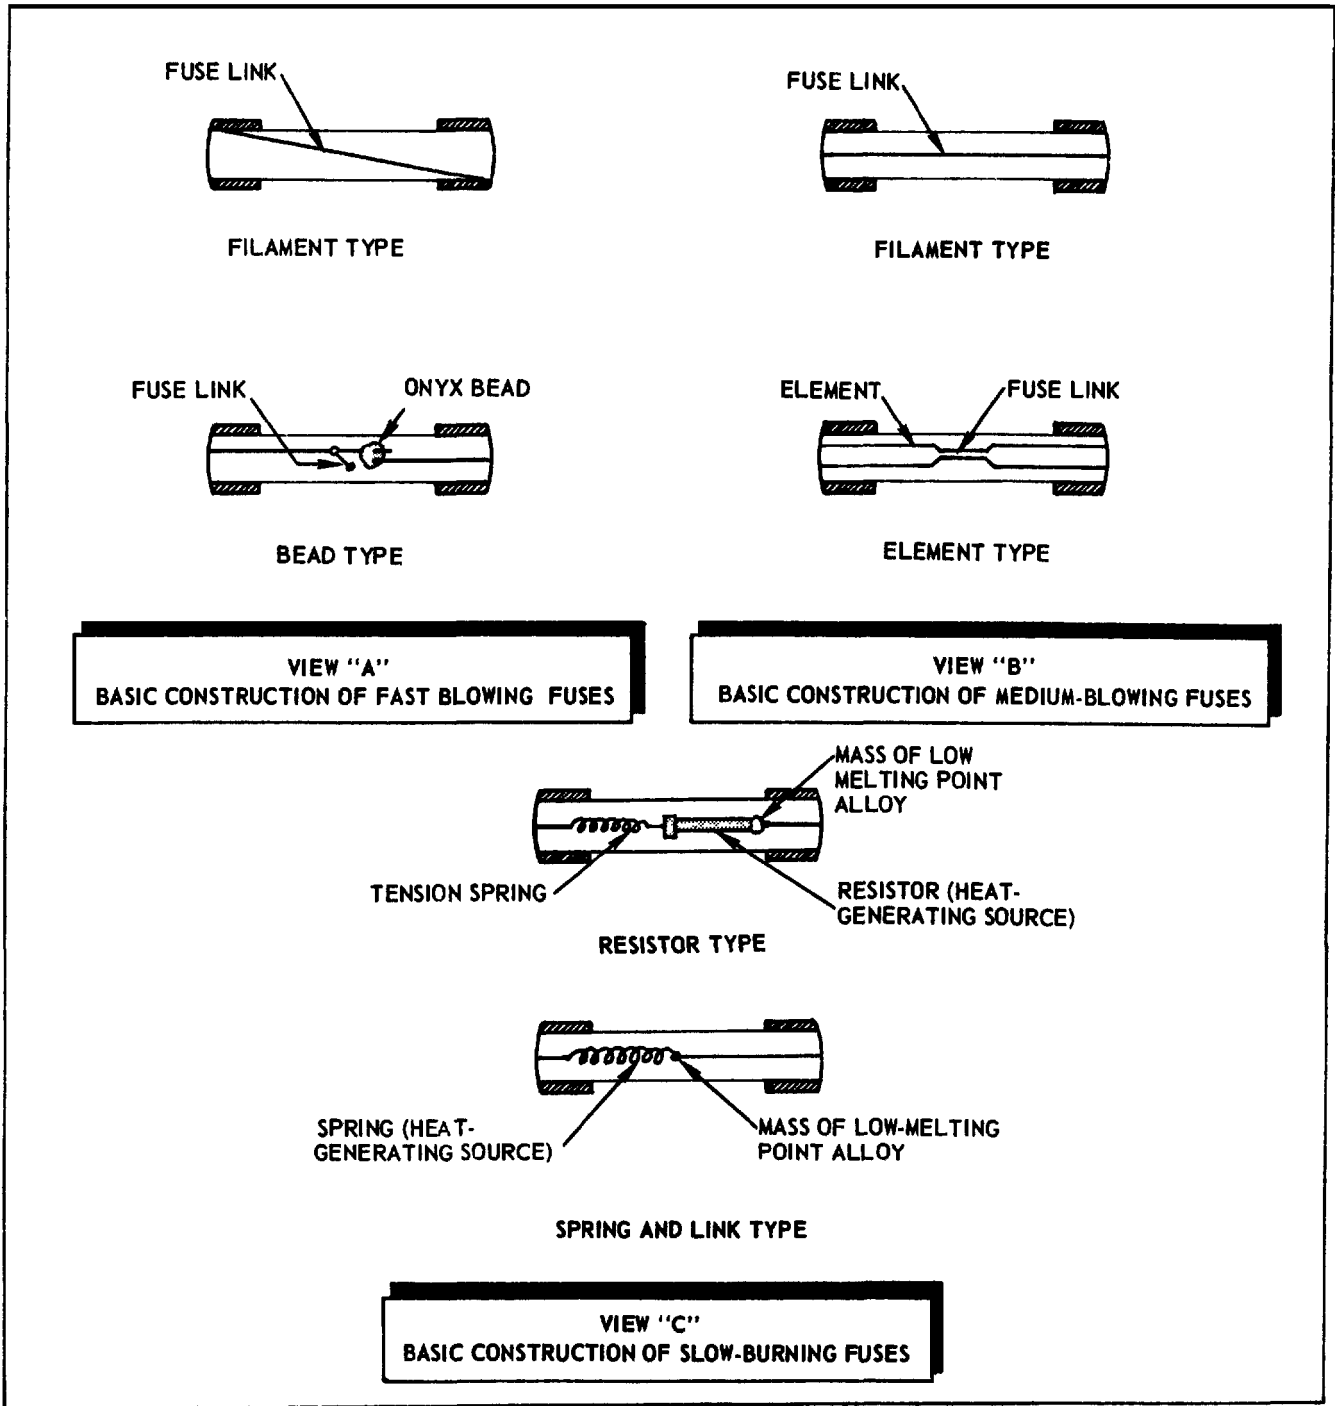 FUSE LINK
FILAMENT TYPE
FUSE LINK
FILAMENT TYPE
FUSE LINK
ONYX BEAD
BEAD TYPE
ELEMENT
FUSE LINK
ELEMENT TYPE
VIEW "A"
BASIC CONSTRUCTION OF FAST BLOWING FUSES
VIEW "B"
BASIC CONSTRUCTION OF MEDIUM-BLOWING FUSES
MASS OF LOW
MELTING POINT
ALLOY
TENSION SPRING
RESISTOR (HEAT-
GENERATING SOURCE)
RESISTOR TYPE
SPRING (HEAT-
GENERATING SOURCE)
MASS OF LOW-MELTING
POINT ALLOY
SPRING AND LINK TYPE
VIEW "C"
BASIC CONSTRUCTION OF SLOW-BURNING FUSES